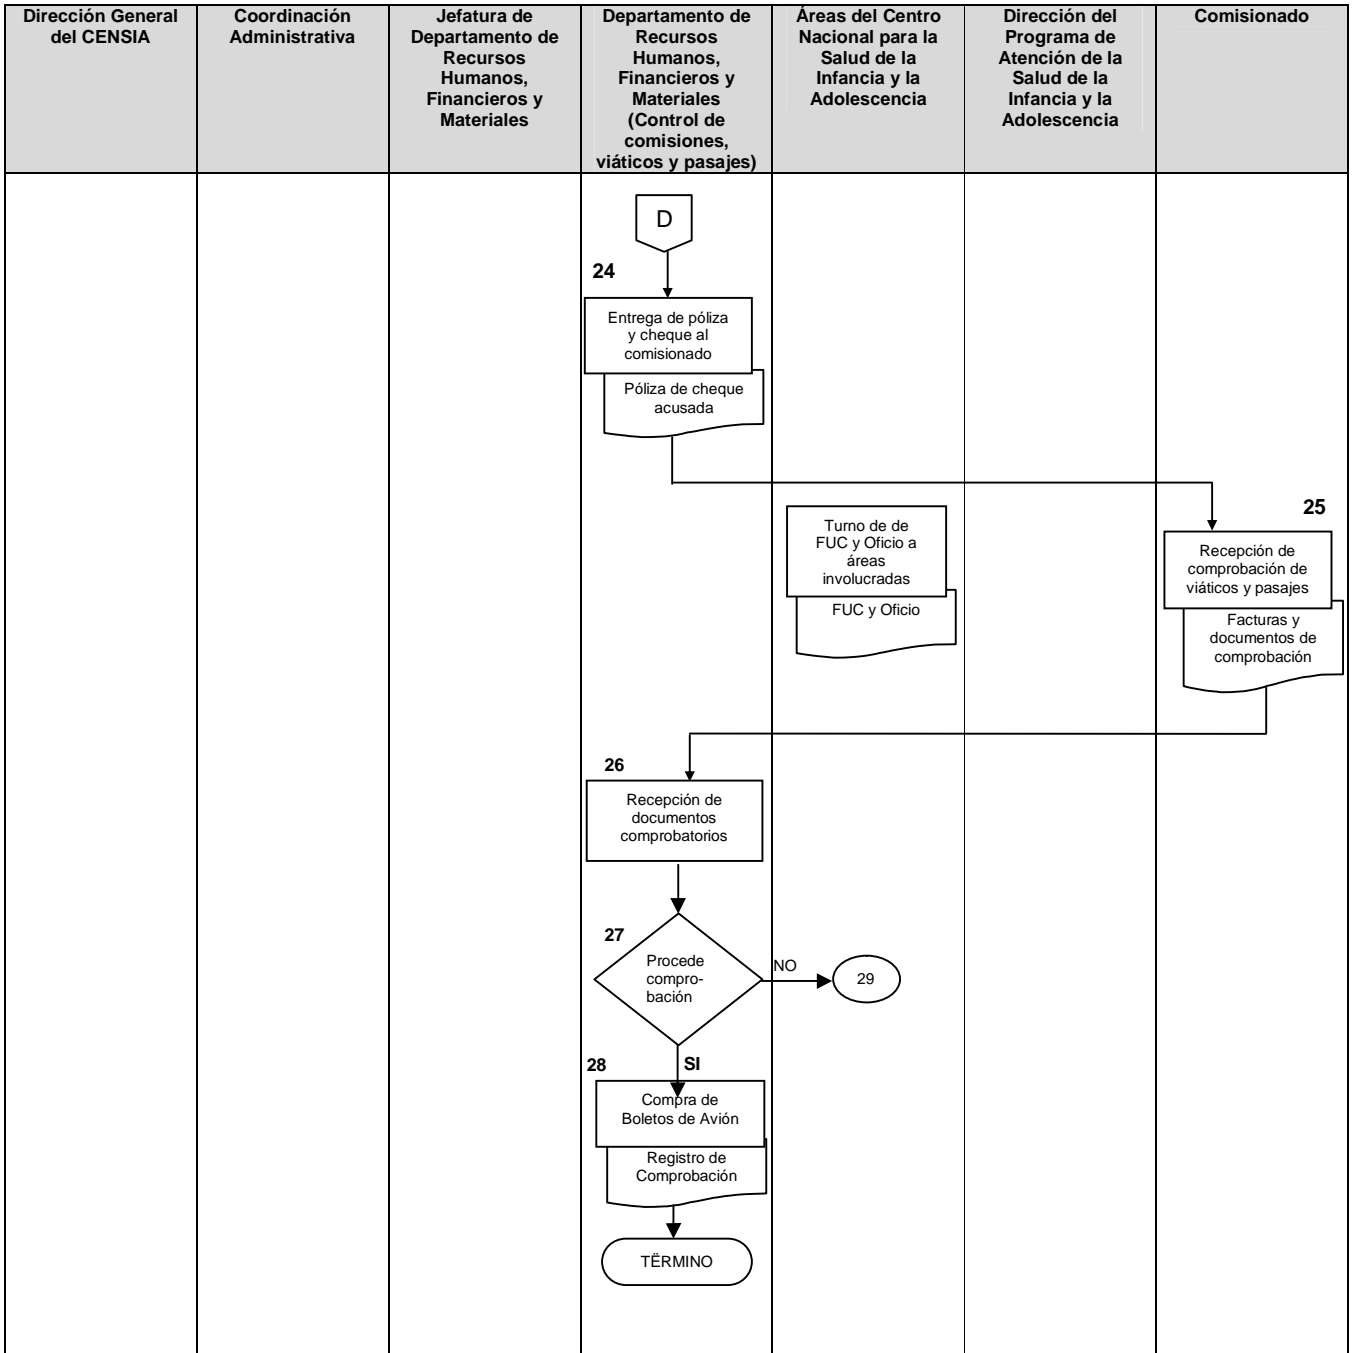 Dirección General
del CENSIA
Coordinación
Administrativa
Jefatura de
Departamento de
Recursos
Humanos,
Financieros y
Materiales
Departamento de
Recursos
Humanos,
Financieros y
Materiales
(Control de
comisiones,
viáticos y pasajes)
Áreas del Centro
Nacional para la
Salud de la
Infancia y la
Adolescencia
Dirección del
Programa de
Atención de la
Salud de la
Infancia y la
Adolescencia
Comisionado
D
24
Entrega de póliza
y cheque al
comisionado
Póliza de cheque
acusada
25
Turno de de
FUC y Oficio a
áreas
involucradas
FUC y Oficio
Recepción de
comprobación de
viáticos y pasajes
Facturas y
documentos de
comprobación
26
Recepción de
documentos
comprobatorios
27
Procede
compro-
bación
NO
29
28
SI
Compra de
Boletos de Avión
Registro de
Comprobación
TËRMINO